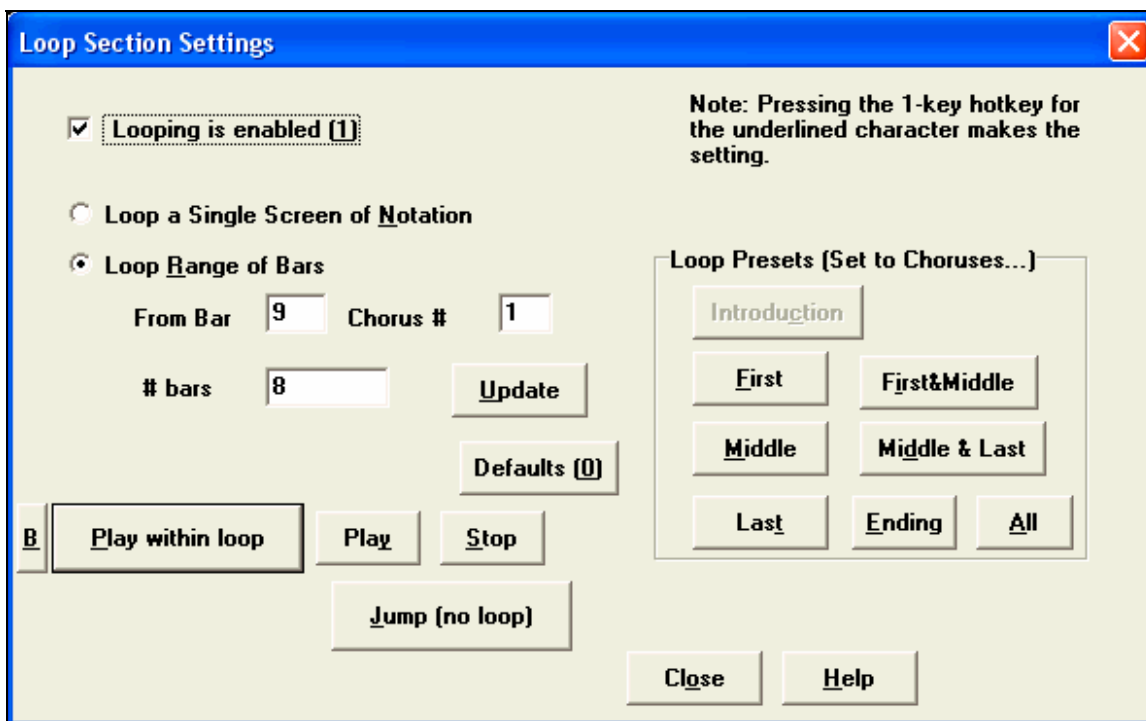 Loop Section Settings
Looping is enabled (1)
Note: Pressing the 1-key hotkey for
the underlined character makes the
setting.
Loop a Single Screen of Notation
Loop Range of Bars
From Bar 9 Chorus # 1
# bars 8
Update
Defaults (0)
B
Play within loop
Play
Stop
Jump (no loop)
Loop Presets (Set to Choruses...)
Introduction
First
First&Middle
Middle
Middle & Last
Last
Ending
All
Close
Help